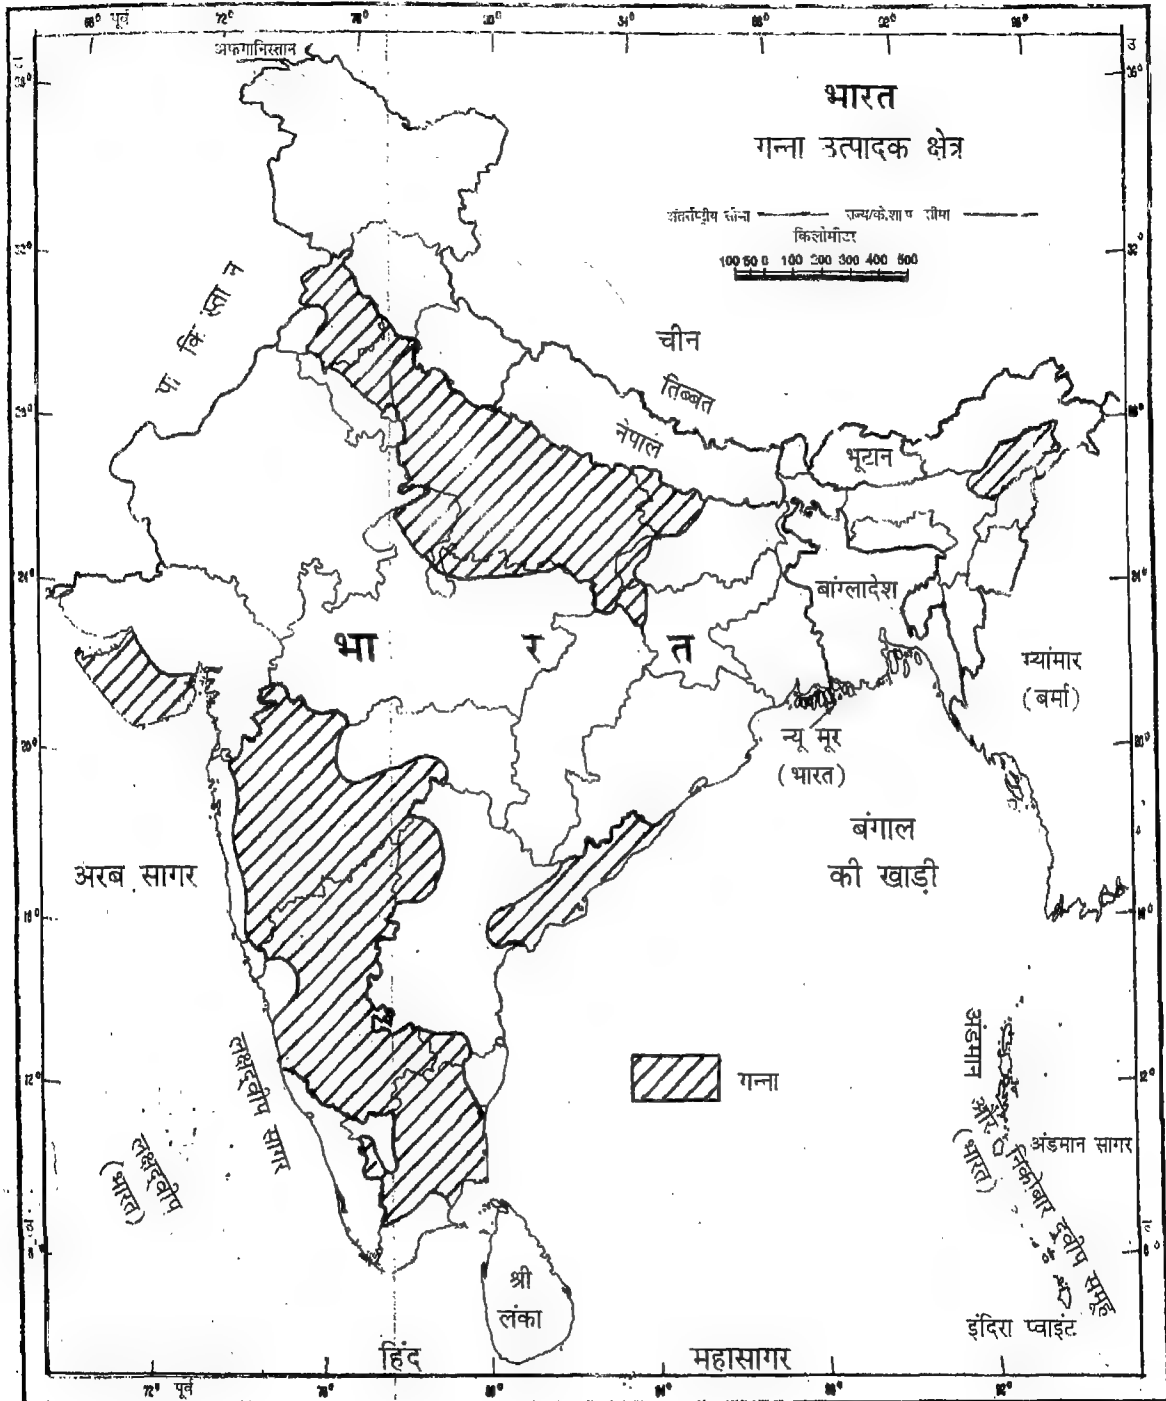 पूर्व
अफगानिस्तान
भारत
गन्ना उत्पादक क्षेत्र
राज्य/के.शा.प्र. सीमा
किलोमीटर
100 50 0 100 200 300 400 500
पाकिस्तान
चीन
तिब्बत
नेपाल
भूटान
बांग्लादेश
भारत
म्यांमार
(बर्मा)
न्यू मूर
(भारत)
बंगाल
की खाड़ी
अरब सागर
लक्षद्वीप सागर
लक्षद्वीप
(भारत)
गन्ना
अंडमान और निकोबार द्वीप समूह
(भारत)
अंडमान सागर
श्री
लंका
इंदिरा प्वाइंट
हिंद महासागर
72° पूर्व